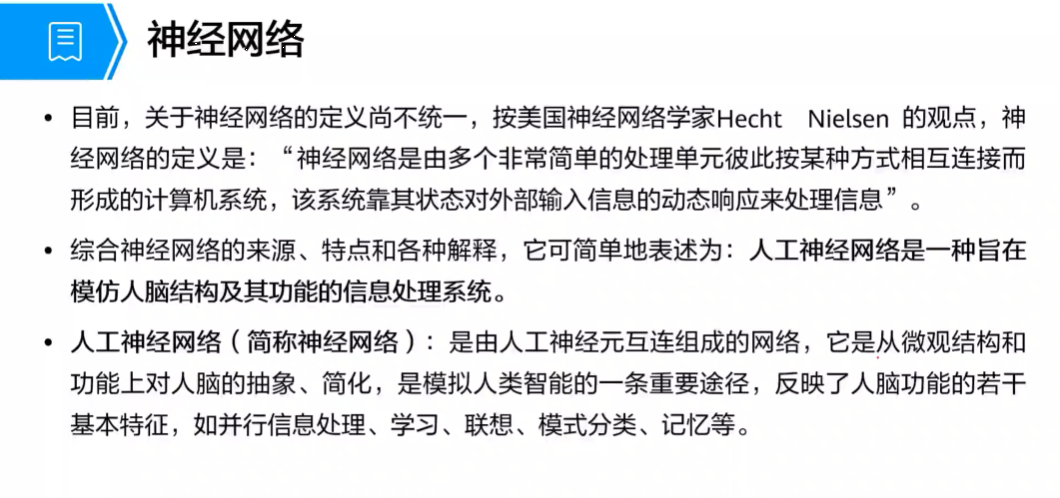 神经网络
• 目前，关于神经网络的定义尚不统一，按美国神经网络学家Hecht Nielsen 的观点，神
经网络的定义是：“神经网络是由多个非常简单的处理单元彼此按某种方式相互连接而
形成的计算机系统，该系统靠其状态对外部输入信息的动态响应来处理信息”。
• 综合神经网络的来源、特点和各种解释，它可简单地表述为：人工神经网络是一种旨在
模仿人脑结构及其功能的信息处理系统。
• 人工神经网络（简称神经网络）：是由人工神经元互连组成的网络，它是从微观结构和
功能上对人脑的抽象、简化，是模拟人类智能的一条重要途径，反映了人脑功能的若干
基本特征，如并行信息处理、学习、联想、模式分类、记忆等。